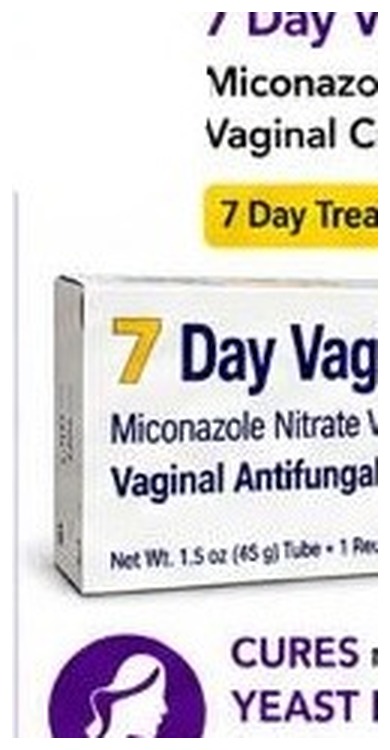 7 Day V
Miconazo
Vaginal C
7 Day Trea
7 Day Vag
Miconazole Nitrate V
Vaginal Antifungal
Net Wt. 1.5 oz (45 g) Tube • 1 Reu
CURES
YEAST